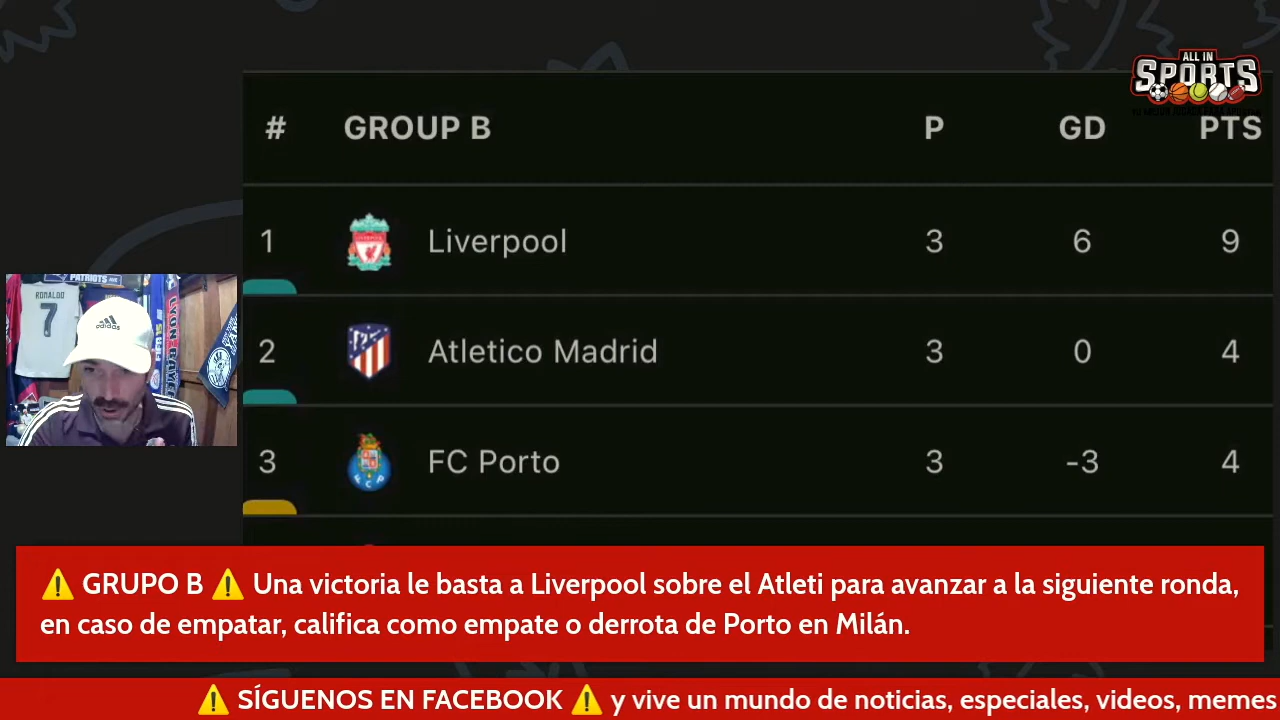 ALL IN
SPORTS
# GROUP B P GD PTS
1 Liverpool 3 6 9
2 Atletico Madrid 3 0 4
3 FC Porto 3 -3 4
PATRIOTS
RONALDO
7
adidas
FCP
⚠️ GRUPO B ⚠️ Una victoria le basta a Liverpool sobre el Atleti para avanzar a la siguiente ronda,
en caso de empatar, califica como empate o derrota de Porto en Milán.
⚠️ SÍGUENOS EN FACEBOOK ⚠️ y vive un mundo de noticias, especiales, videos, memes